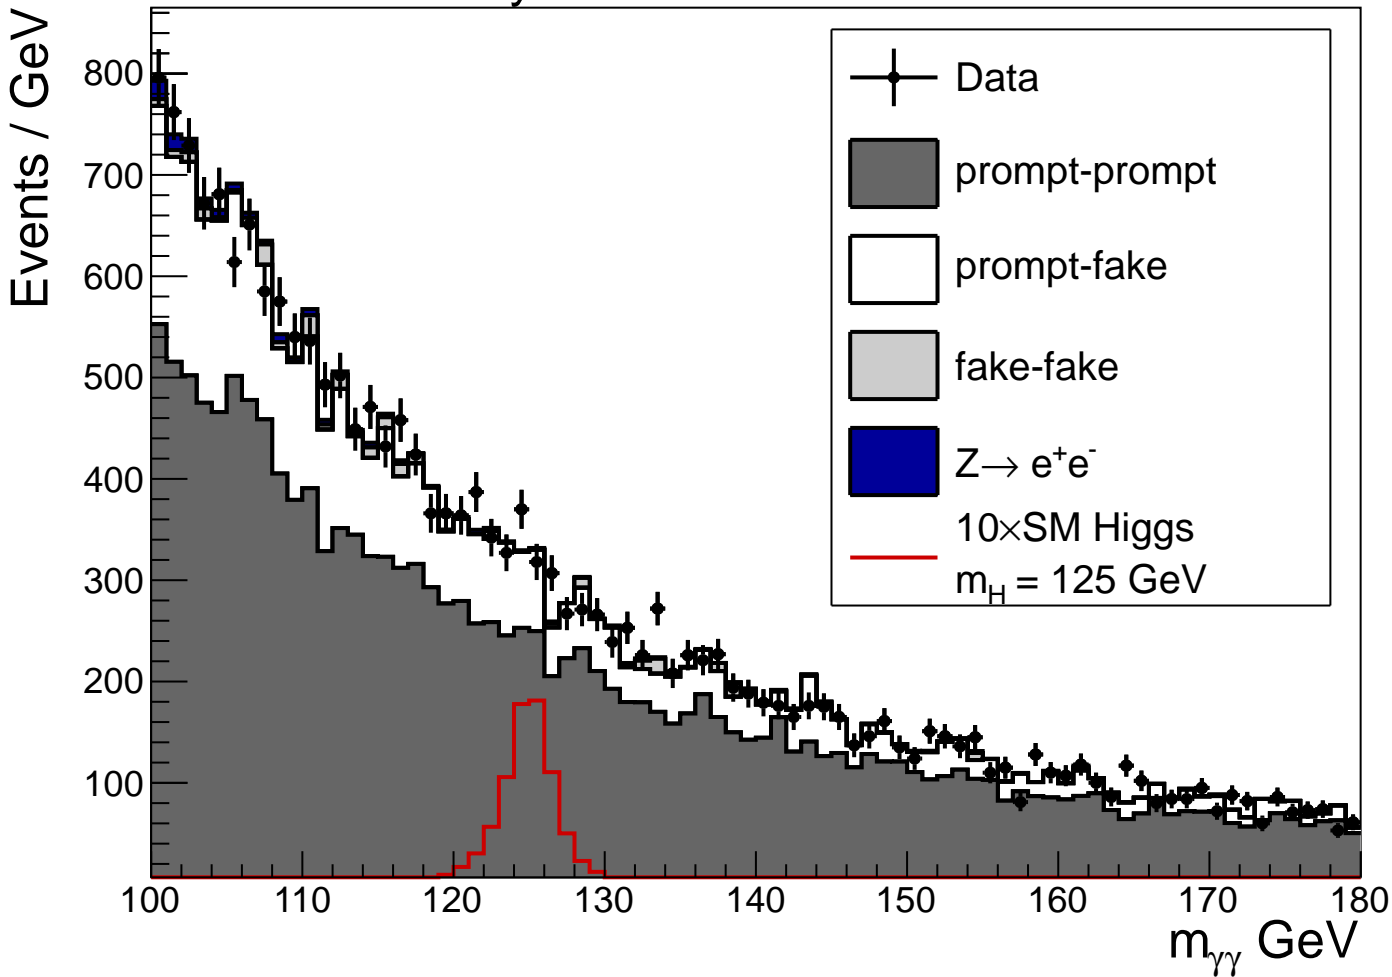 Events / GeV
800
700
600
500
400
300
200
100
100 110 120 130 140 150 160 170 180
m_γγ GeV
Data
prompt-prompt
prompt-fake
fake-fake
Z→ e⁺e⁻
10×SM Higgs
m_H = 125 GeV